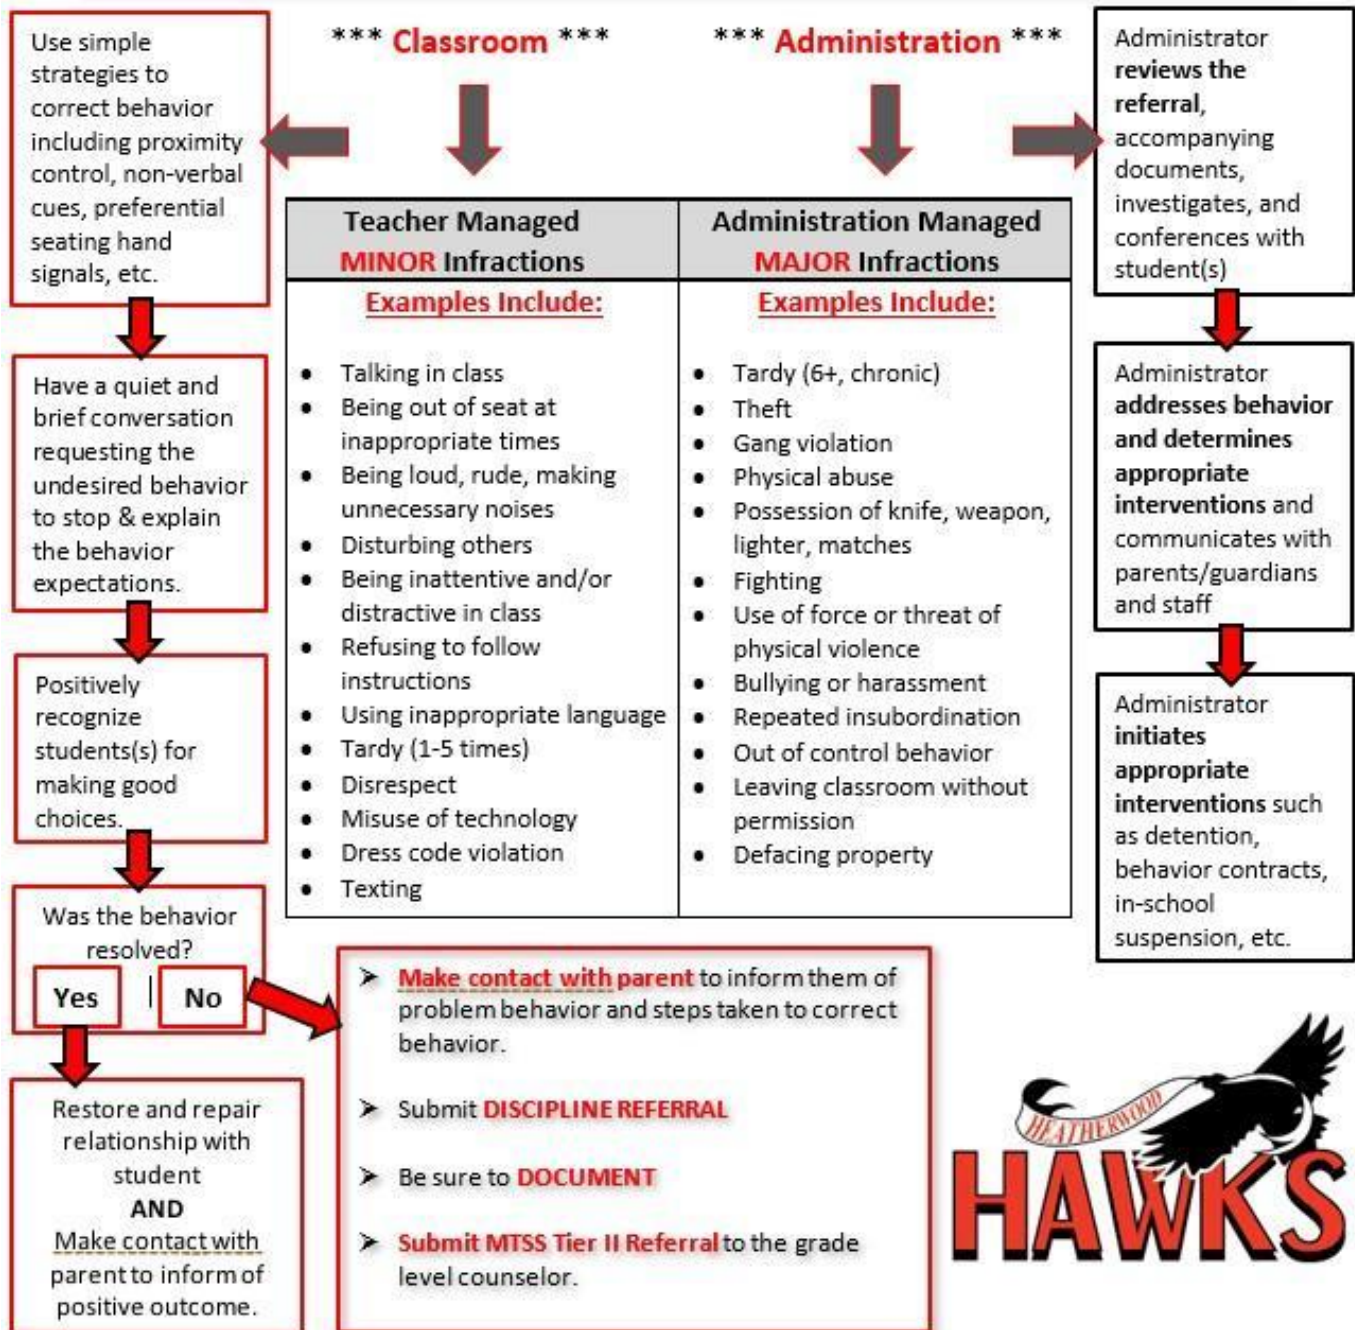 *** Classroom ***
*** Administration ***
Use simple
strategies to
correct behavior
including proximity
control, non-verbal
cues, preferential
seating hand
signals, etc.
Have a quiet and
brief conversation
requesting the
undesired behavior
to stop & explain
the behavior
expectations.
Positively
recognize
students(s) for
making good
choices.
Was the behavior
resolved?
Yes | No
Restore and repair
relationship with
student
AND
Make contact with
parent to inform of
positive outcome.
➤ Make contact with parent to inform them of
problem behavior and steps taken to correct
behavior.
➤ Submit DISCIPLINE REFERRAL
➤ Be sure to DOCUMENT
➤ Submit MTSS Tier II Referral to the grade
level counselor.
Teacher Managed
MINOR Infractions
Examples Include:
• Talking in class
• Being out of seat at
inappropriate times
• Being loud, rude, making
unnecessary noises
• Disturbing others
• Being inattentive and/or
distractive in class
• Refusing to follow
instructions
• Using inappropriate language
• Tardy (1-5 times)
• Disrespect
• Misuse of technology
• Dress code violation
• Texting
Administration Managed
MAJOR Infractions
Examples Include:
• Tardy (6+, chronic)
• Theft
• Gang violation
• Physical abuse
• Possession of knife, weapon,
lighter, matches
• Fighting
• Use of force or threat of
physical violence
• Bullying or harassment
• Repeated insubordination
• Out of control behavior
• Leaving classroom without
permission
• Defacing property
Administrator
reviews the
referral,
accompanying
documents,
investigates, and
conferences with
student(s)
Administrator
addresses behavior
and determines
appropriate
interventions and
communicates with
parents/guardians
and staff
Administrator
initiates
appropriate
interventions such
as detention,
behavior contracts,
in-school
suspension, etc.
HEATHERWOOD
HAWKS